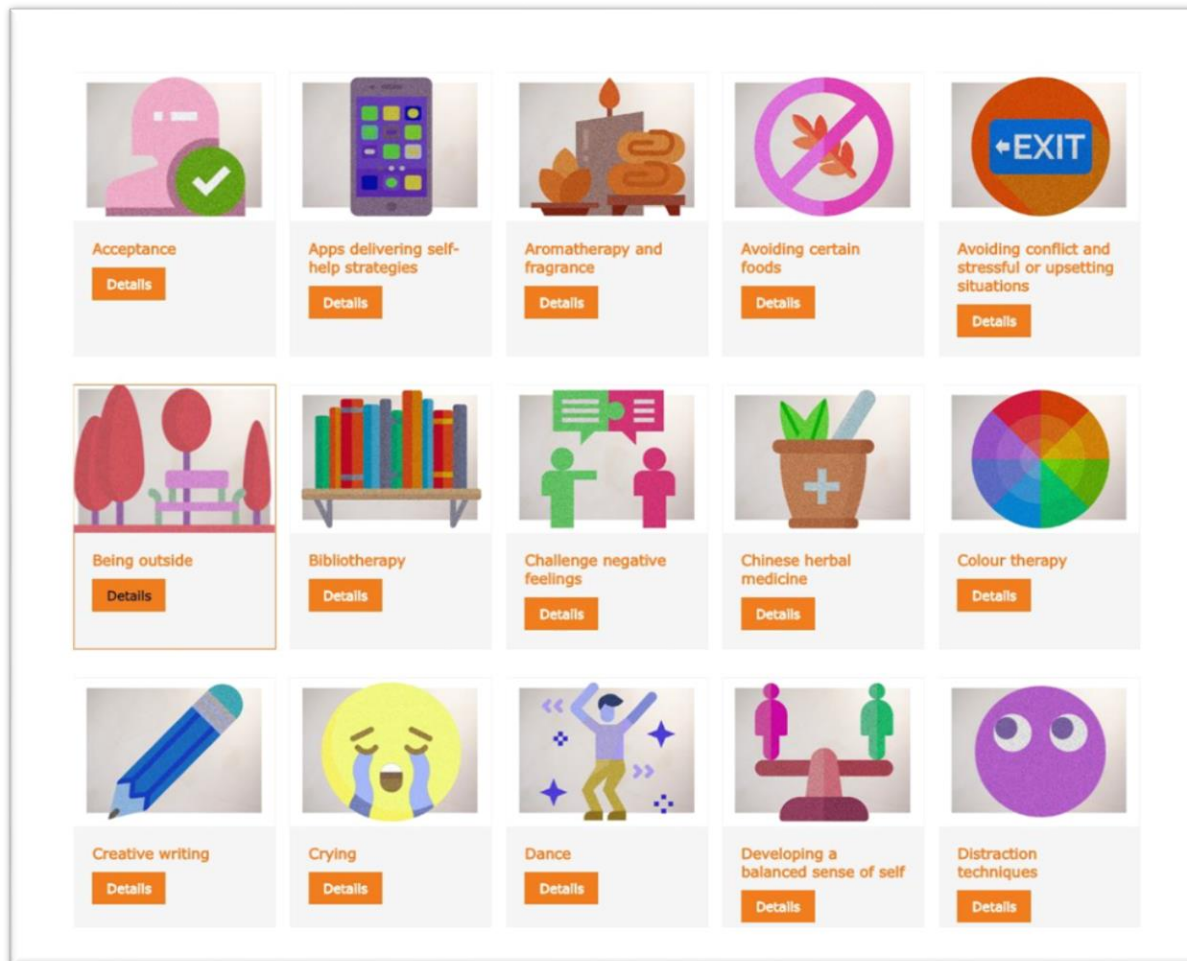 EXIT
Acceptance
Details
Apps delivering self-
help strategies
Details
Aromatherapy and
fragrance
Details
Avoiding certain
foods
Details
Avoiding conflict and
stressful or upsetting
situations
Details
Being outside
Details
Bibliotherapy
Details
Challenge negative
feelings
Details
Chinese herbal
medicine
Details
Colour therapy
Details
Creative writing
Details
Crying
Details
Dance
Details
Developing a
balanced sense of self
Details
Distraction
techniques
Details